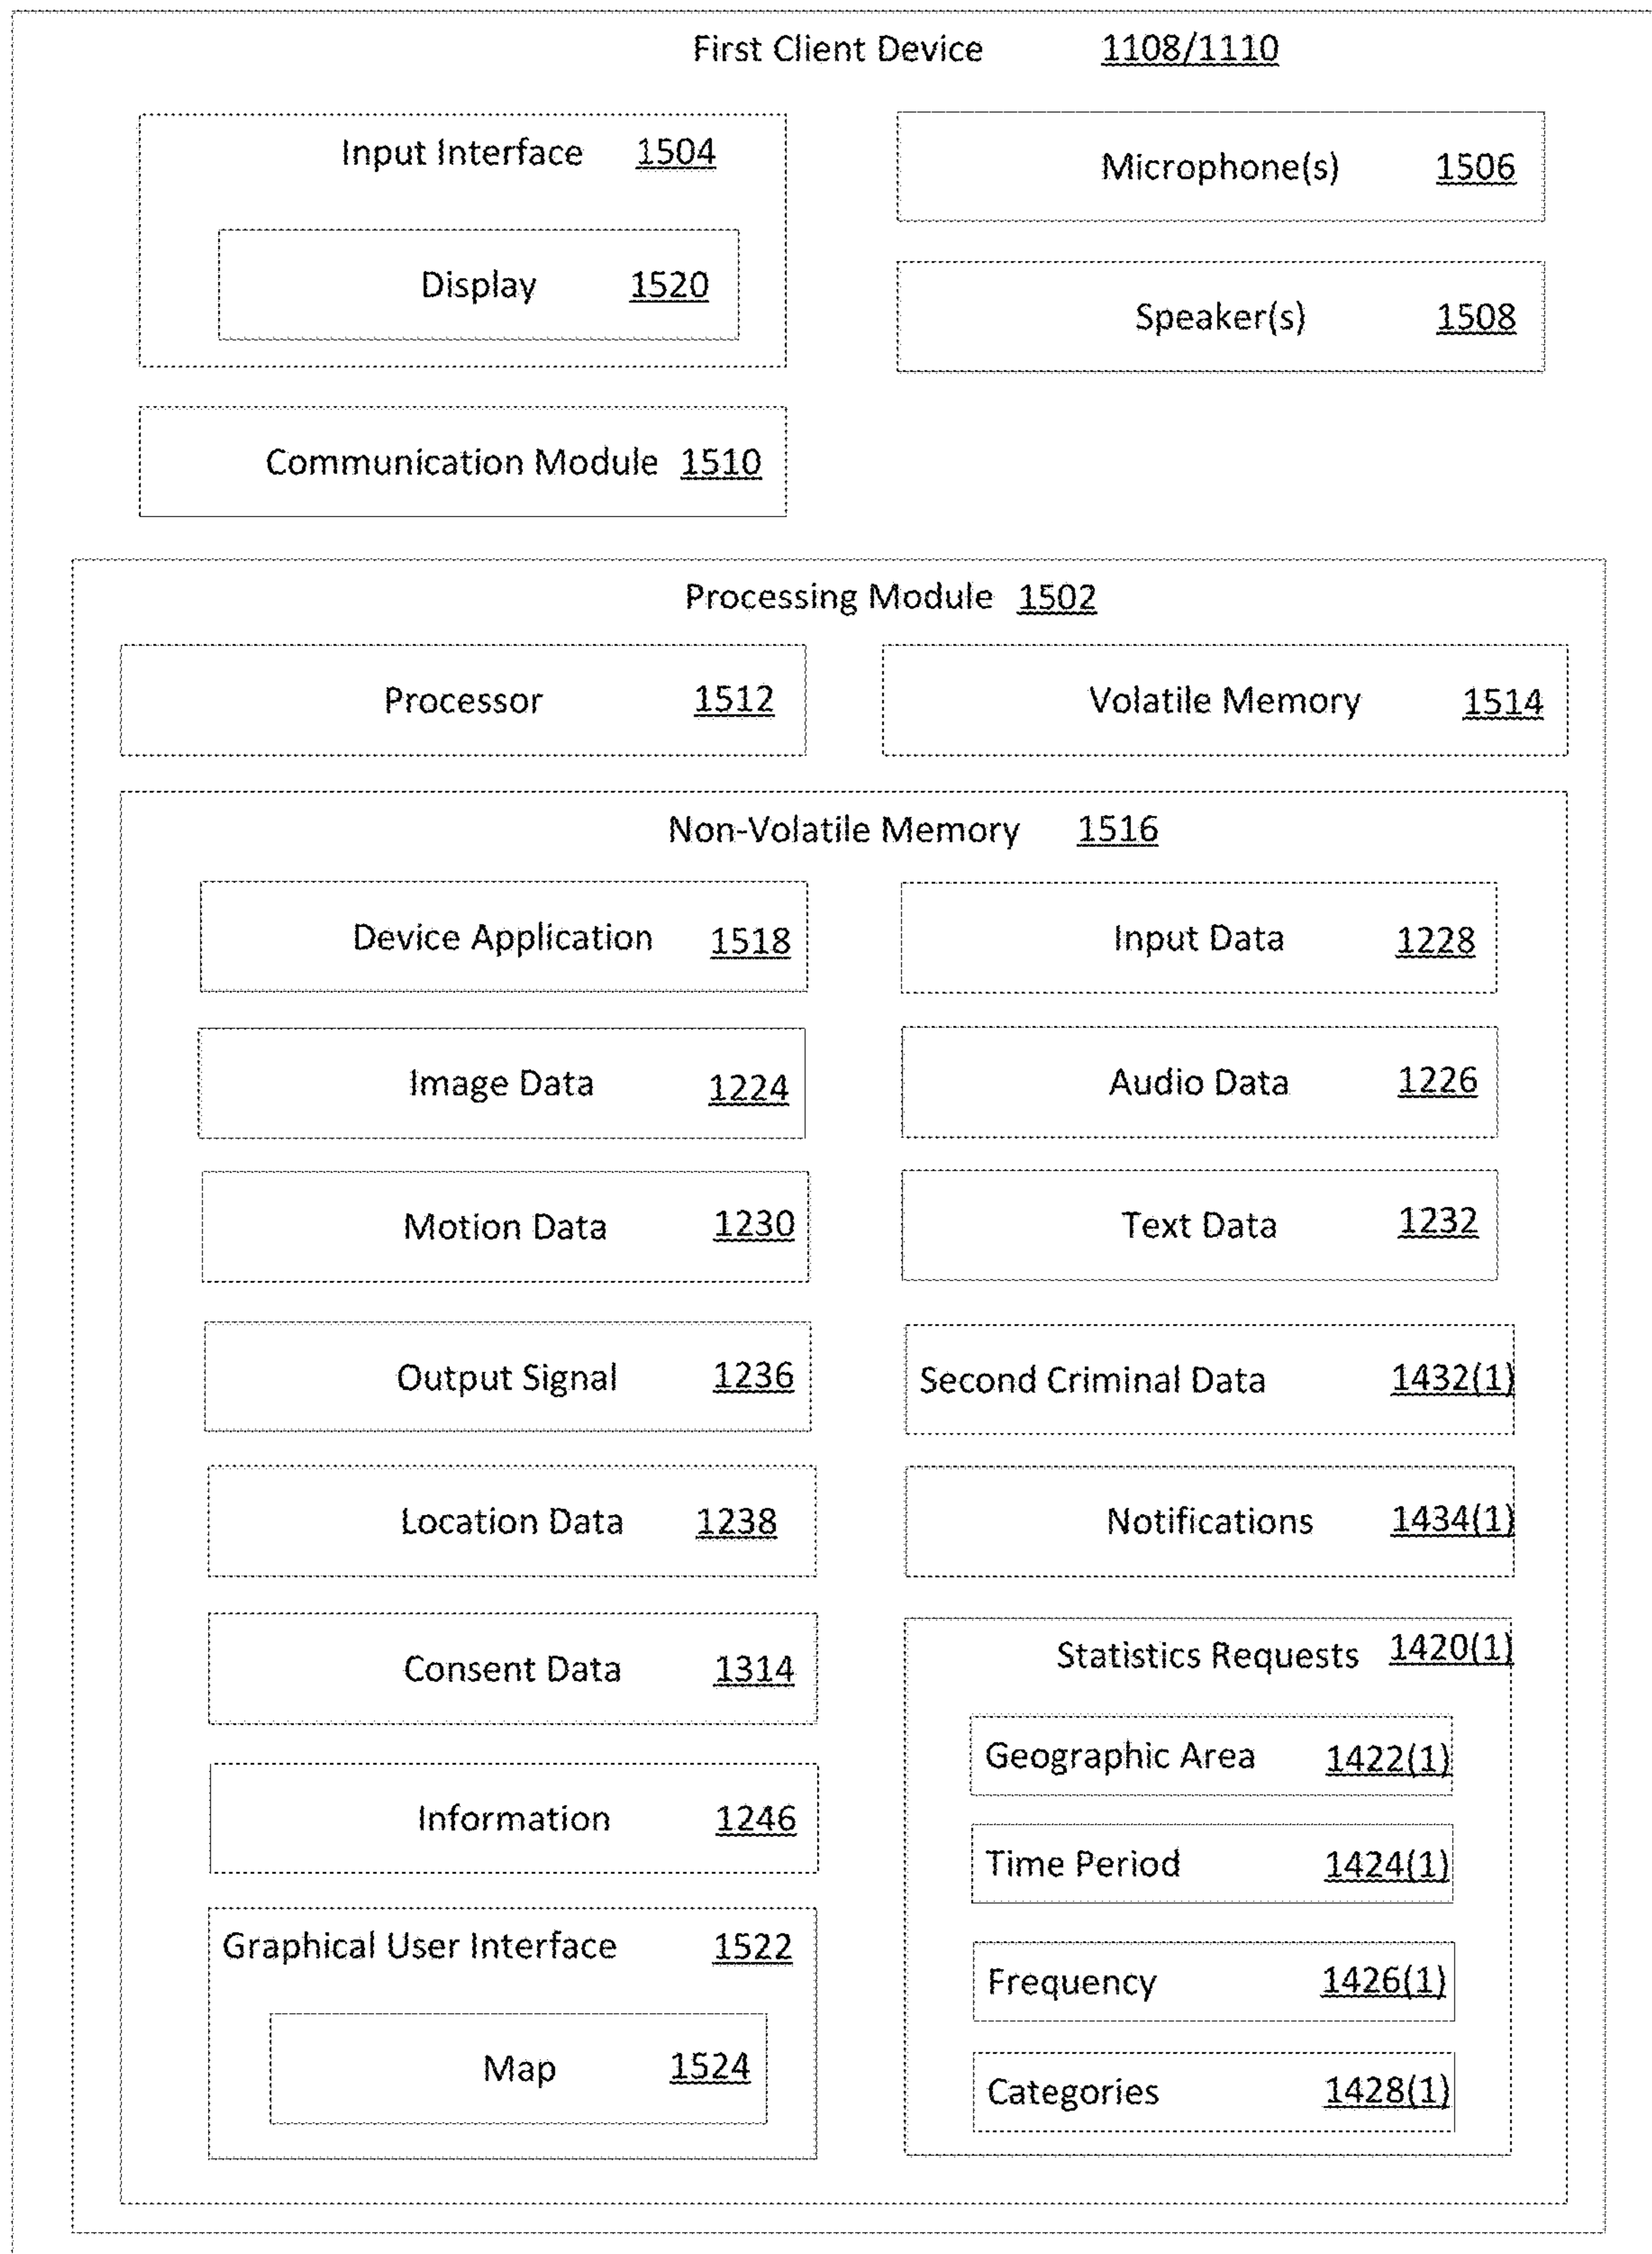 First Client Device 1108/1110
Input Interface 1504
Display 1520
Microphone(s) 1506
Speaker(s) 1508
Communication Module 1510
Processing Module 1502
Processor 1512
Volatile Memory 1514
Non-Volatile Memory 1516
Device Application 1518
Input Data 1228
Image Data 1224
Audio Data 1226
Motion Data 1230
Text Data 1232
Output Signal 1236
Second Criminal Data 1432(1)
Location Data 1238
Notifications 1434(1)
Consent Data 1314
Information 1246
Graphical User Interface 1522
Map 1524
Statistics Requests 1420(1)
Geographic Area 1422(1)
Time Period 1424(1)
Frequency 1426(1)
Categories 1428(1)